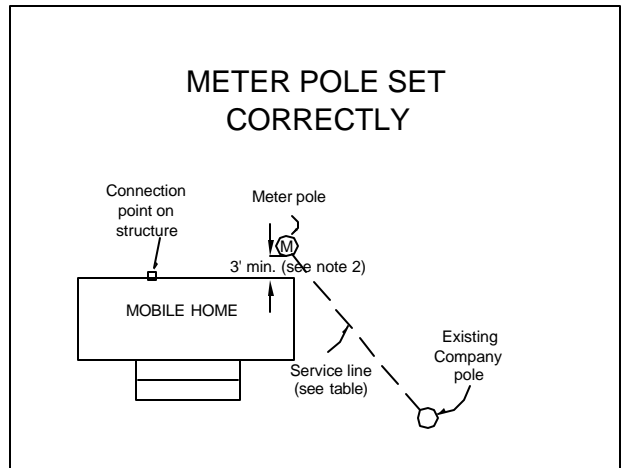 METER POLE SET
CORRECTLY
Connection
point on
structure
Meter pole
M
3' min. (see note 2)
MOBILE HOME
Existing
Company
pole
Service line
(see table)